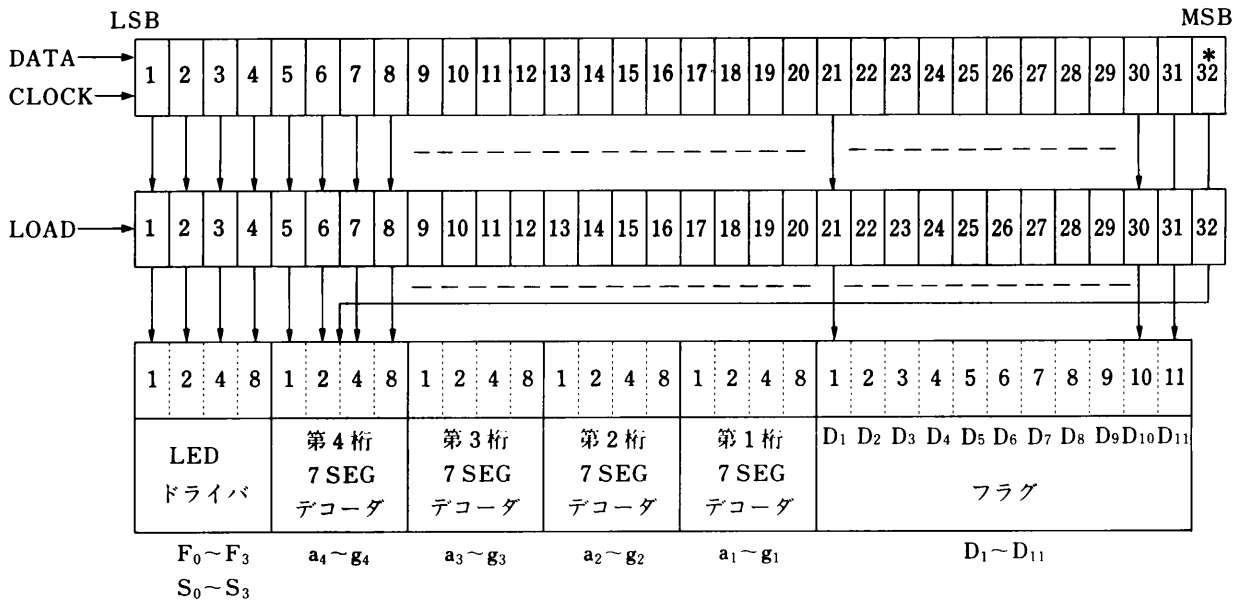 LSB MSB
DATA
CLOCK
1 2 3 4 5 6 7 8 9 10 11 12 13 14 15 16 17 18 19 20 21 22 23 24 25 26 27 28 29 30 31 *32
LOAD
1 2 3 4 5 6 7 8 9 10 11 12 13 14 15 16 17 18 19 20 21 22 23 24 25 26 27 28 29 30 31 32
1 2 4 8 1 2 4 8 1 2 4 8 1 2 4 8 1 2 4 8 1 2 3 4 5 6 7 8 9 10 11
LED
ドライバ
第4桁
7 SEG
デコーダ
第3桁
7 SEG
デコーダ
第2桁
7 SEG
デコーダ
第1桁
7 SEG
デコーダ
D1 D2 D3 D4 D5 D6 D7 D8 D9 D10 D11
フラグ
F0~F3
S0~S3
a4~g4
a3~g3
a2~g2
a1~g1
D1~D11